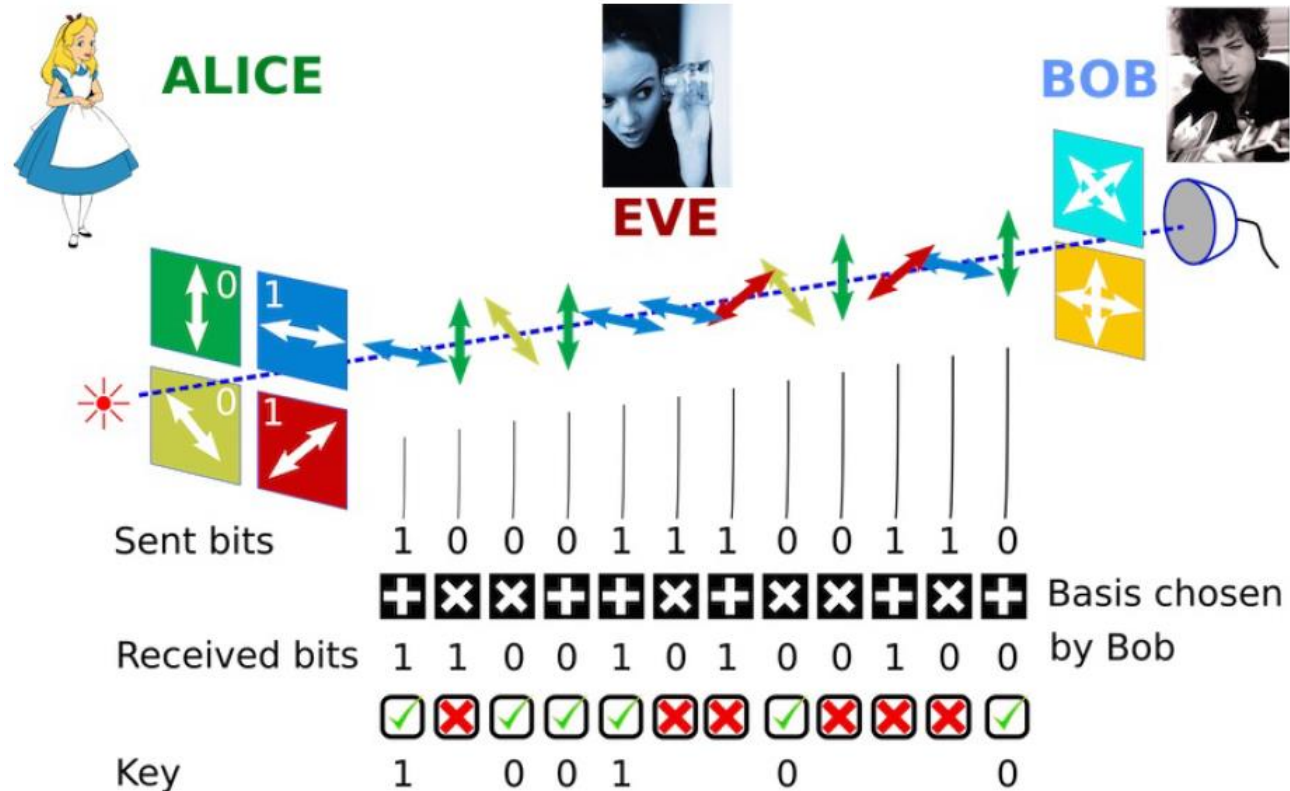 ALICE
EVE
BOB
0 1
0 1
Sent bits 1 0 0 0 1 1 1 0 0 1 1 0
Basis chosen
by Bob
Received bits 1 1 0 0 1 0 1 0 0 1 0 0
Key 1 0 0 1 0 0